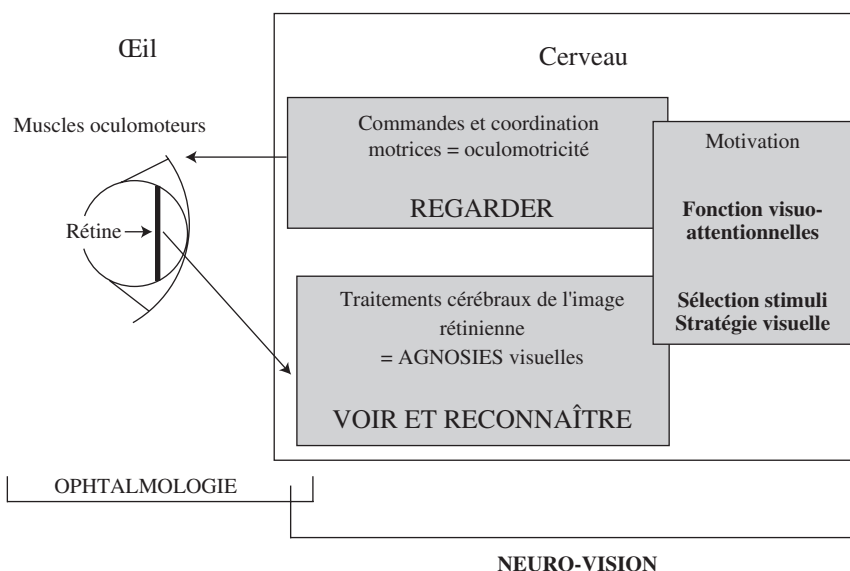 Œil
Cerveau
Muscles oculomoteurs
Rétine
Commandes et coordination
motrices = oculomotricité
REGARDER
Motivation
Fonction visuo-
attentionnelles
Sélection stimuli
Stratégie visuelle
Traitements cérébraux de l'image
rétinienne
= AGNOSIES visuelles
VOIR ET RECONNAÎTRE
OPHTALMOLOGIE
NEURO-VISION